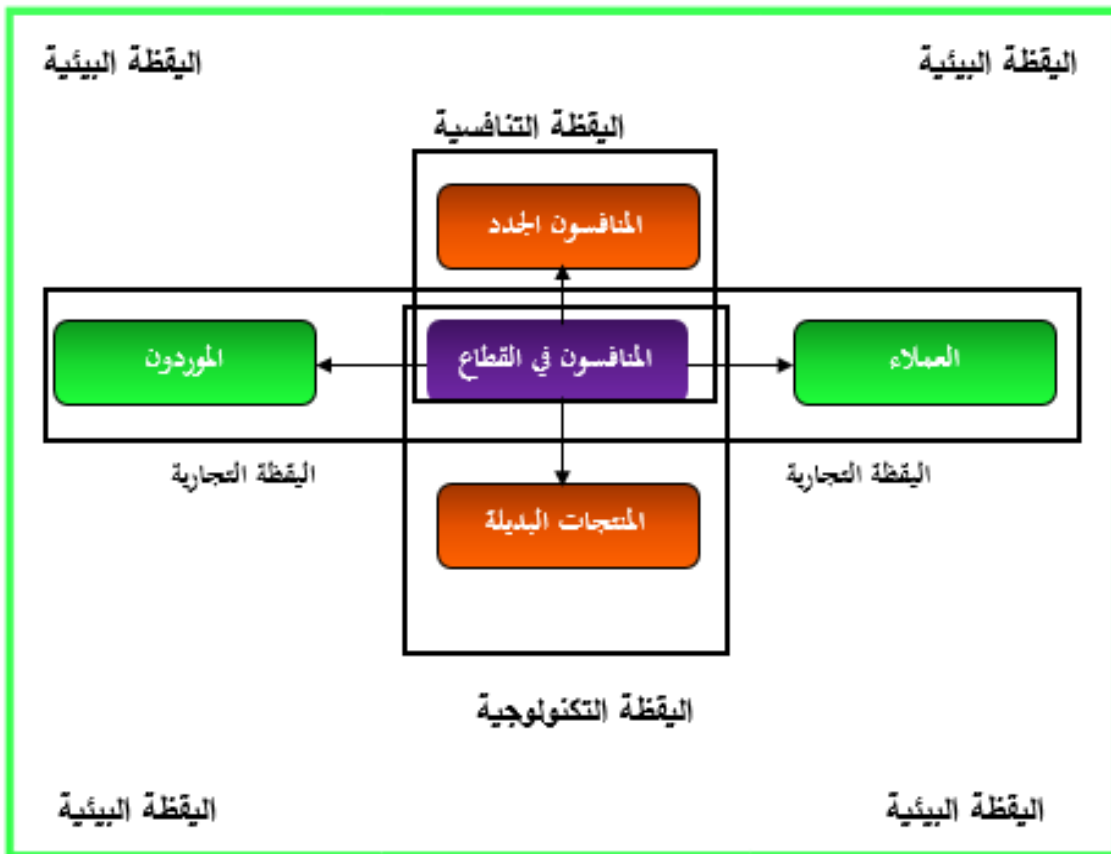 اليقظة البيئية
اليقظة البيئية
اليقظة التنافسية
المنافسون الجدد
العملاء
المنافسون في القطاع
الموردون
اليقظة التجارية
اليقظة التجارية
المنتجات البديلة
اليقظة التكنولوجية
اليقظة البيئية
اليقظة البيئية